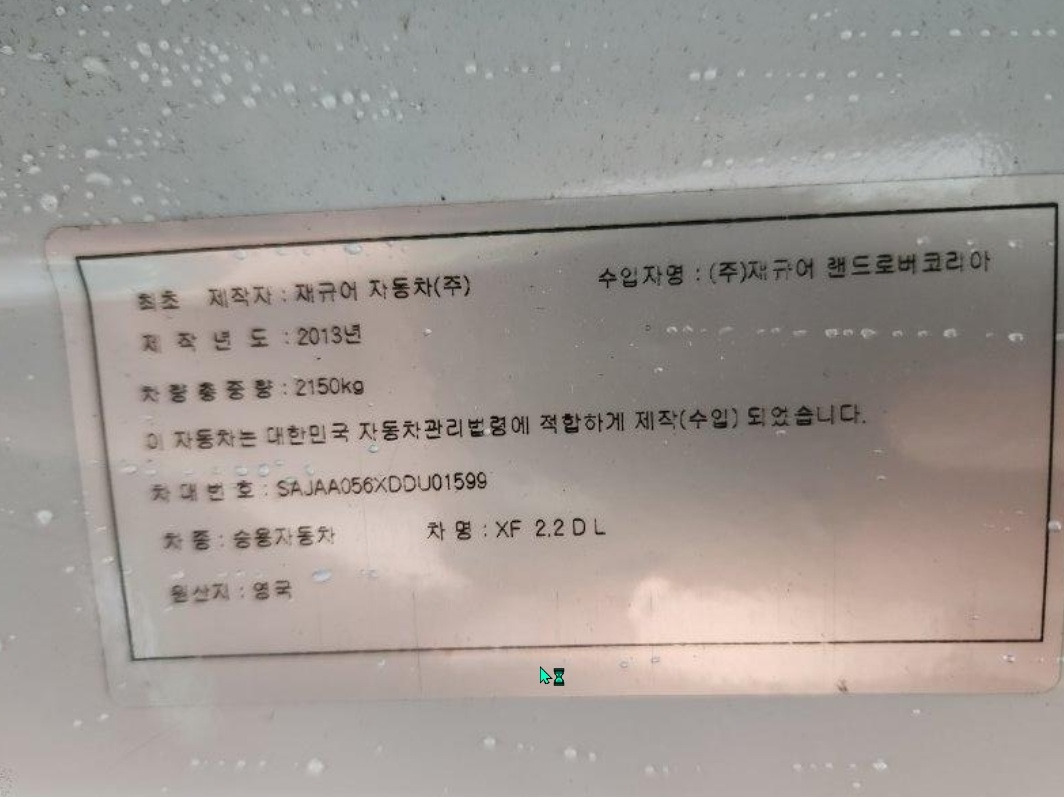 최초 제작자 : 재규어 자동차(주) 수입자명 : (주)재규어 랜드로버코리아
제 작 년 도 : 2013년
차 량 총 중 량 : 2150kg
이 자동차는 대한민국 자동차관리법령에 적합하게 제작(수입) 되었습니다.
차 대 번 호 : SAJAA056XDDU01599
차 종 : 승용자동차 차 명 : XF 2.2 D L
원산지 : 영국